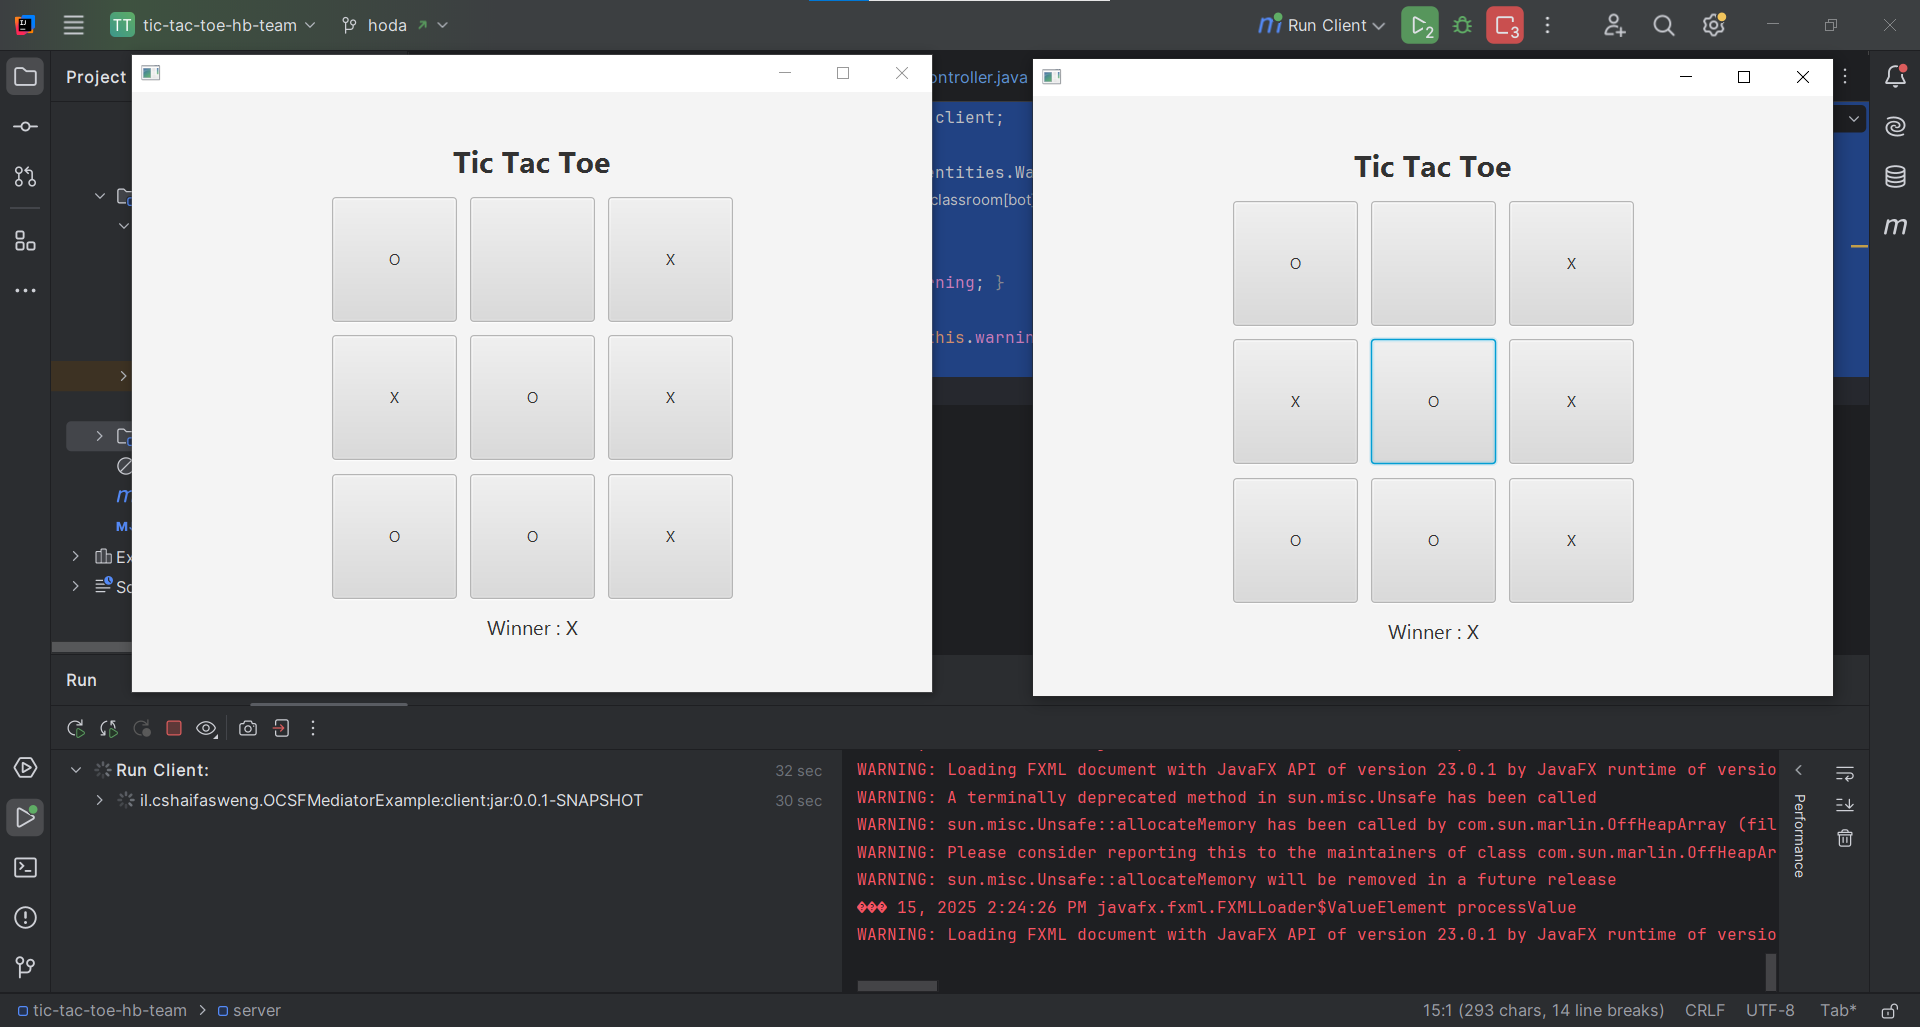 TT tic-tac-toe-hb-team hoda Run Client 2 3
Project
ontroller.java
client;
entities.Wa
classroom[bot
rning; }
this.warnin
Tic Tac Toe
O X
X O X
O O X
Winner : X
Tic Tac Toe
O X
X O X
O O X
Winner : X
m
M
Ex
Sc
m
Run
Run Client: 32 sec
il.cshaifasweng.OCSFMediatorExample:client:jar:0.0.1-SNAPSHOT 30 sec
WARNING: Loading FXML document with JavaFX API of version 23.0.1 by JavaFX runtime of versio
WARNING: A terminally deprecated method in sun.misc.Unsafe has been called
WARNING: sun.misc.Unsafe::allocateMemory has been called by com.sun.marlin.OffHeapArray (fil
WARNING: Please consider reporting this to the maintainers of class com.sun.marlin.OffHeapAr
WARNING: sun.misc.Unsafe::allocateMemory will be removed in a future release
��� 15, 2025 2:24:26 PM javafx.fxml.FXMLLoader$ValueElement processValue
WARNING: Loading FXML document with JavaFX API of version 23.0.1 by JavaFX runtime of versio
Performance
tic-tac-toe-hb-team > server 15:1 (293 chars, 14 line breaks) CRLF UTF-8 Tab*